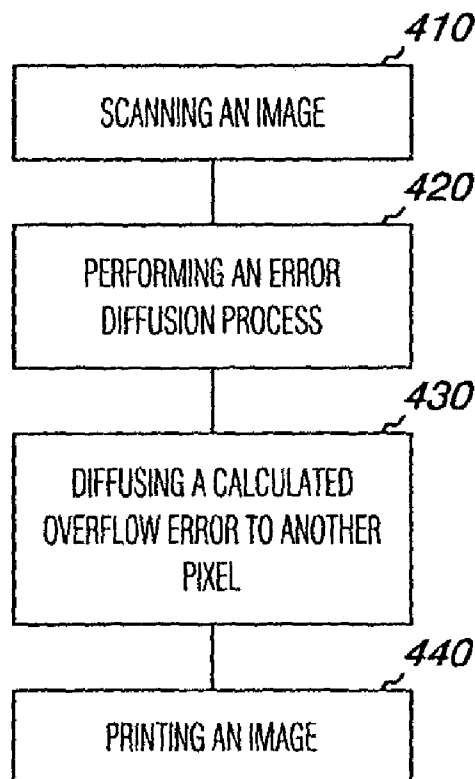 410
SCANNING AN IMAGE
420
PERFORMING AN ERROR
DIFFUSION PROCESS
430
DIFFUSING A CALCULATED
OVERFLOW ERROR TO ANOTHER
PIXEL
440
PRINTING AN IMAGE